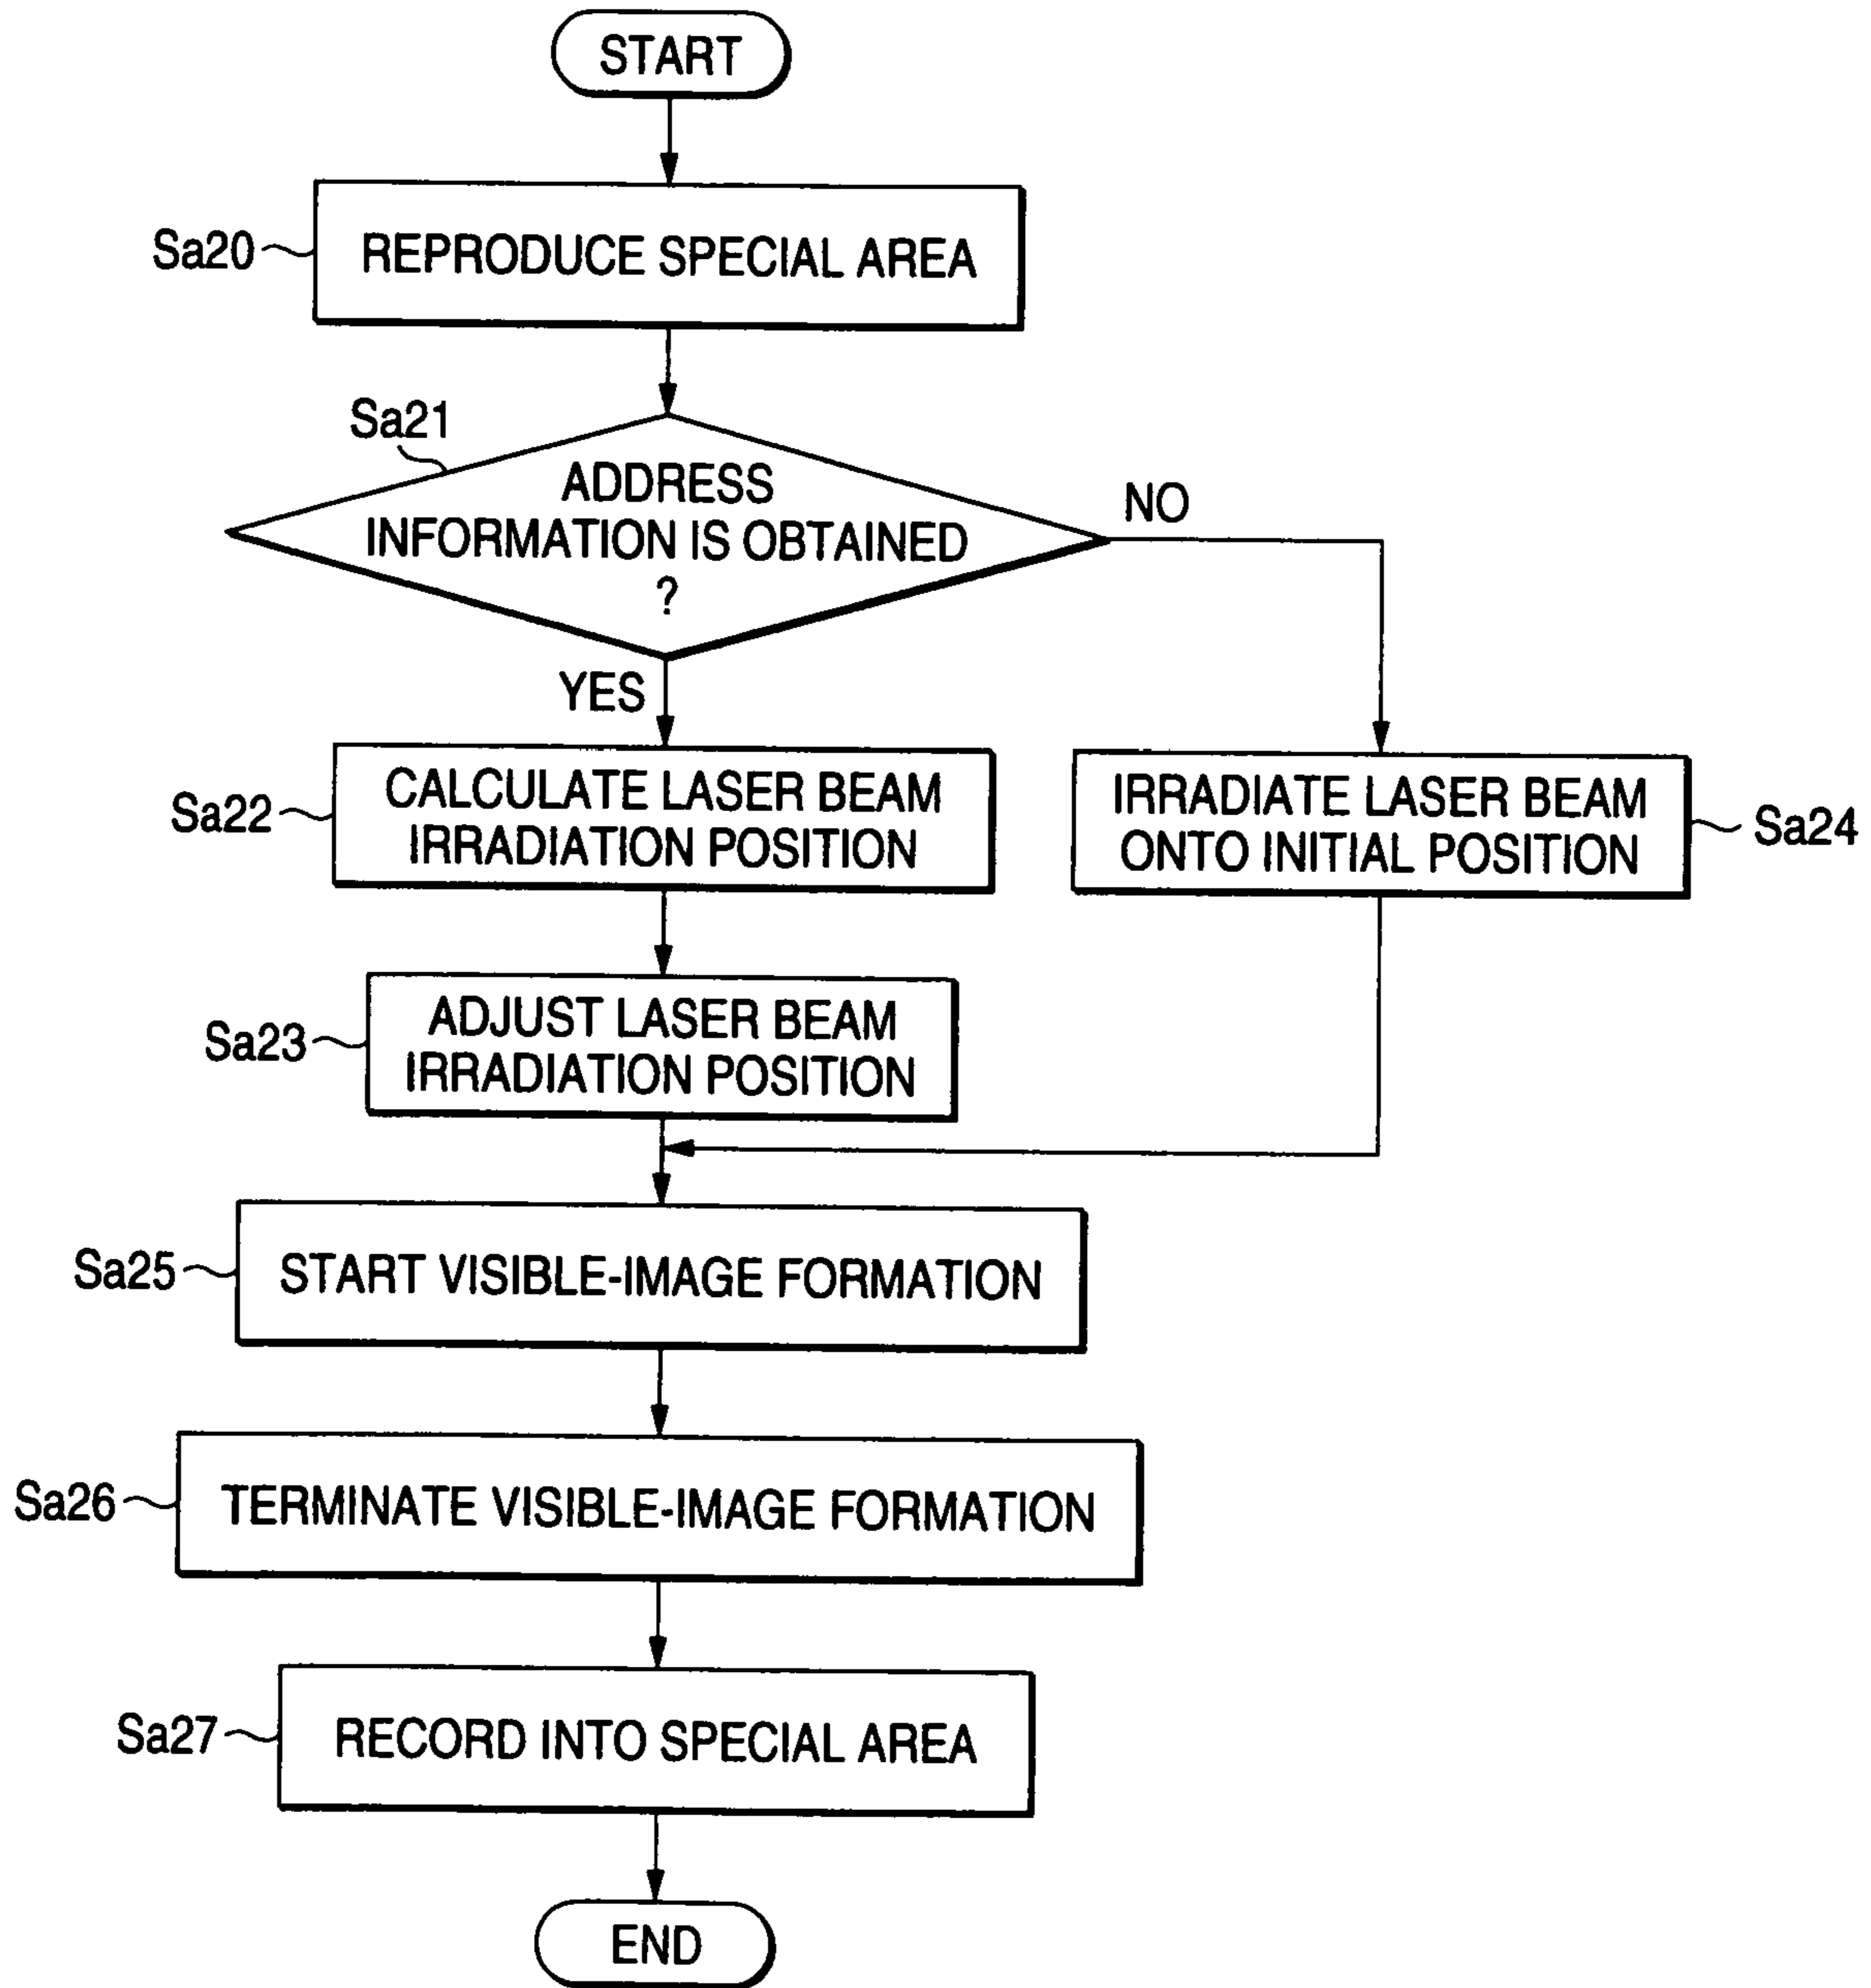 START
Sa20
REPRODUCE SPECIAL AREA
Sa21
ADDRESS
INFORMATION IS OBTAINED
?
NO
YES
Sa22
CALCULATE LASER BEAM
IRRADIATION POSITION
IRRADIATE LASER BEAM
ONTO INITIAL POSITION
Sa24
Sa23
ADJUST LASER BEAM
IRRADIATION POSITION
Sa25
START VISIBLE-IMAGE FORMATION
Sa26
TERMINATE VISIBLE-IMAGE FORMATION
Sa27
RECORD INTO SPECIAL AREA
END